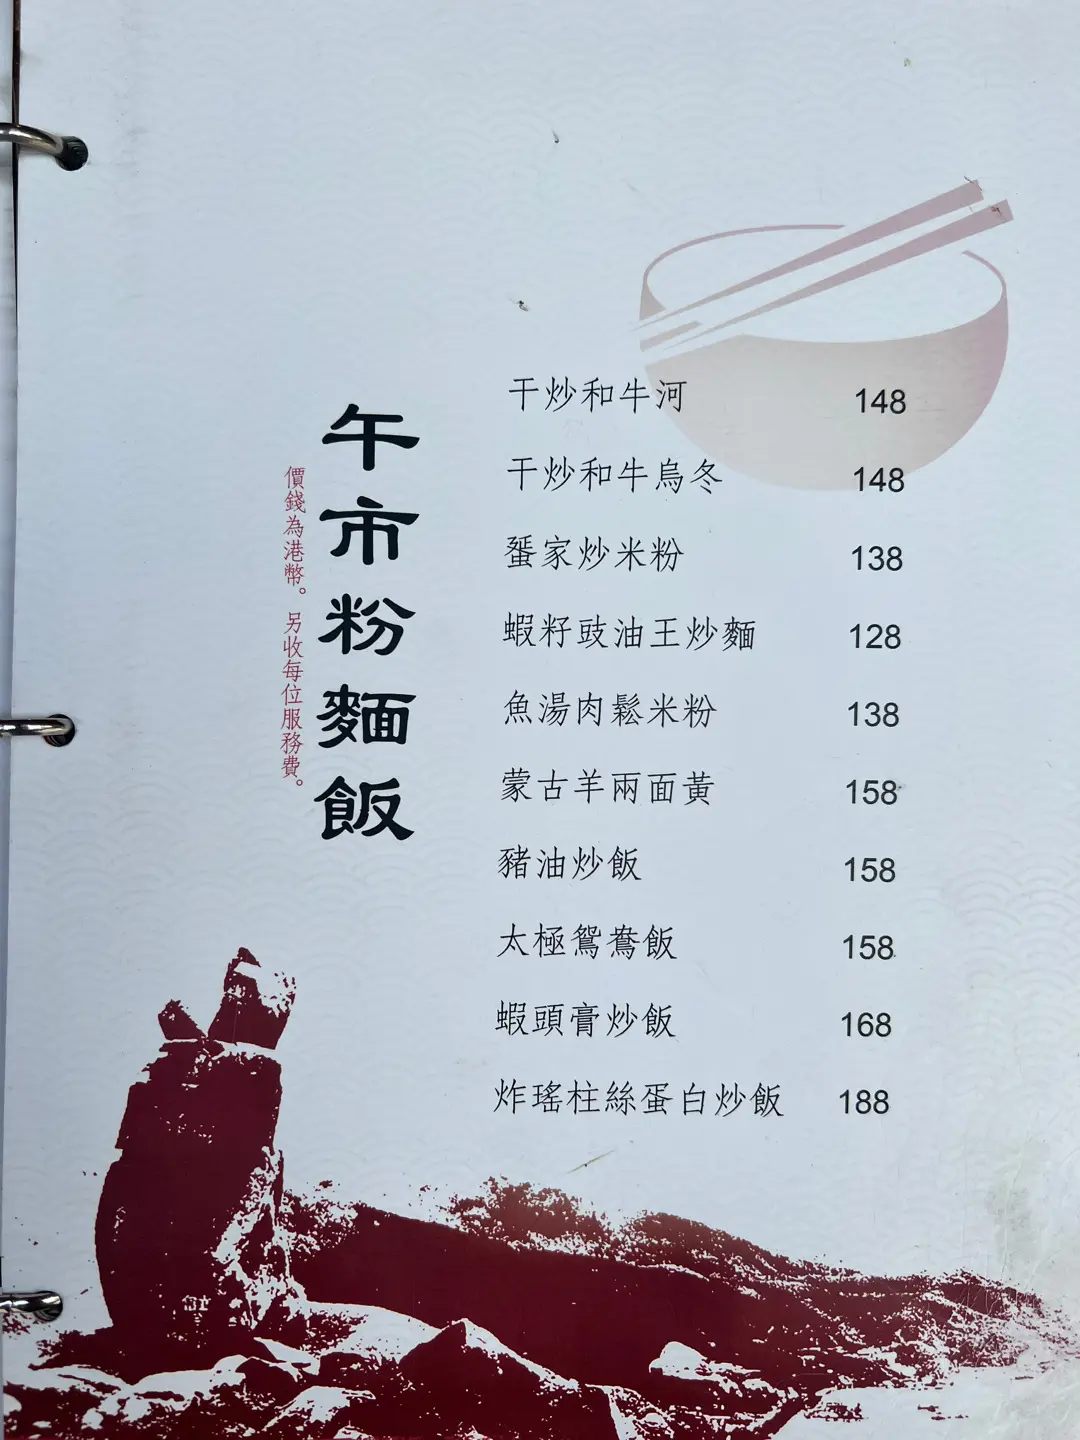 午市粉麵飯
價錢為港幣。另收每位服務費。
干炒和牛河 148
干炒和牛烏冬 148
蜑家炒米粉 138
蝦籽豉油王炒麵 128
魚湯肉鬆米粉 138
蒙古羊兩面黃 158
豬油炒飯 158
太極鴛鴦飯 158
蝦頭膏炒飯 168
炸瑤柱絲蛋白炒飯 188